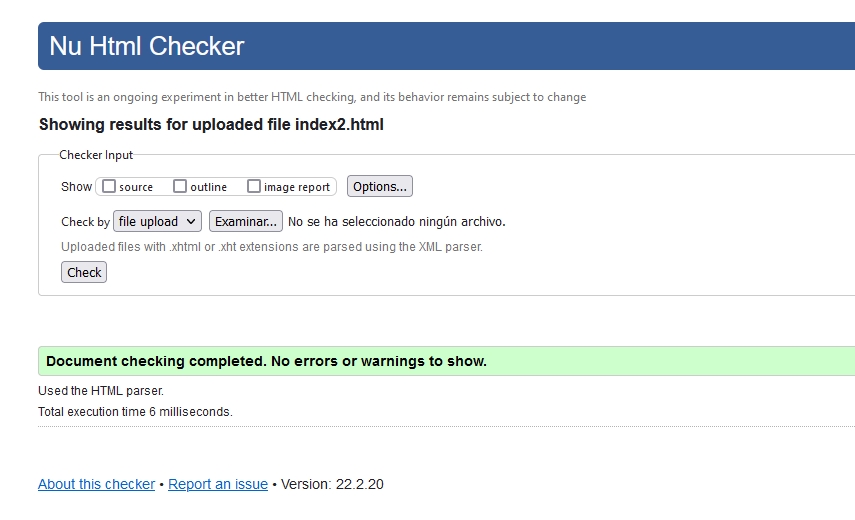 Nu Html Checker
This tool is an ongoing experiment in better HTML checking, and its behavior remains subject to change
Showing results for uploaded file index2.html
Checker Input
Show source outline image report Options...
Check by file upload Examinar... No se ha seleccionado ningún archivo.
Uploaded files with .xhtml or .xht extensions are parsed using the XML parser.
Check
Document checking completed. No errors or warnings to show.
Used the HTML parser.
Total execution time 6 milliseconds.
About this checker • Report an issue • Version: 22.2.20